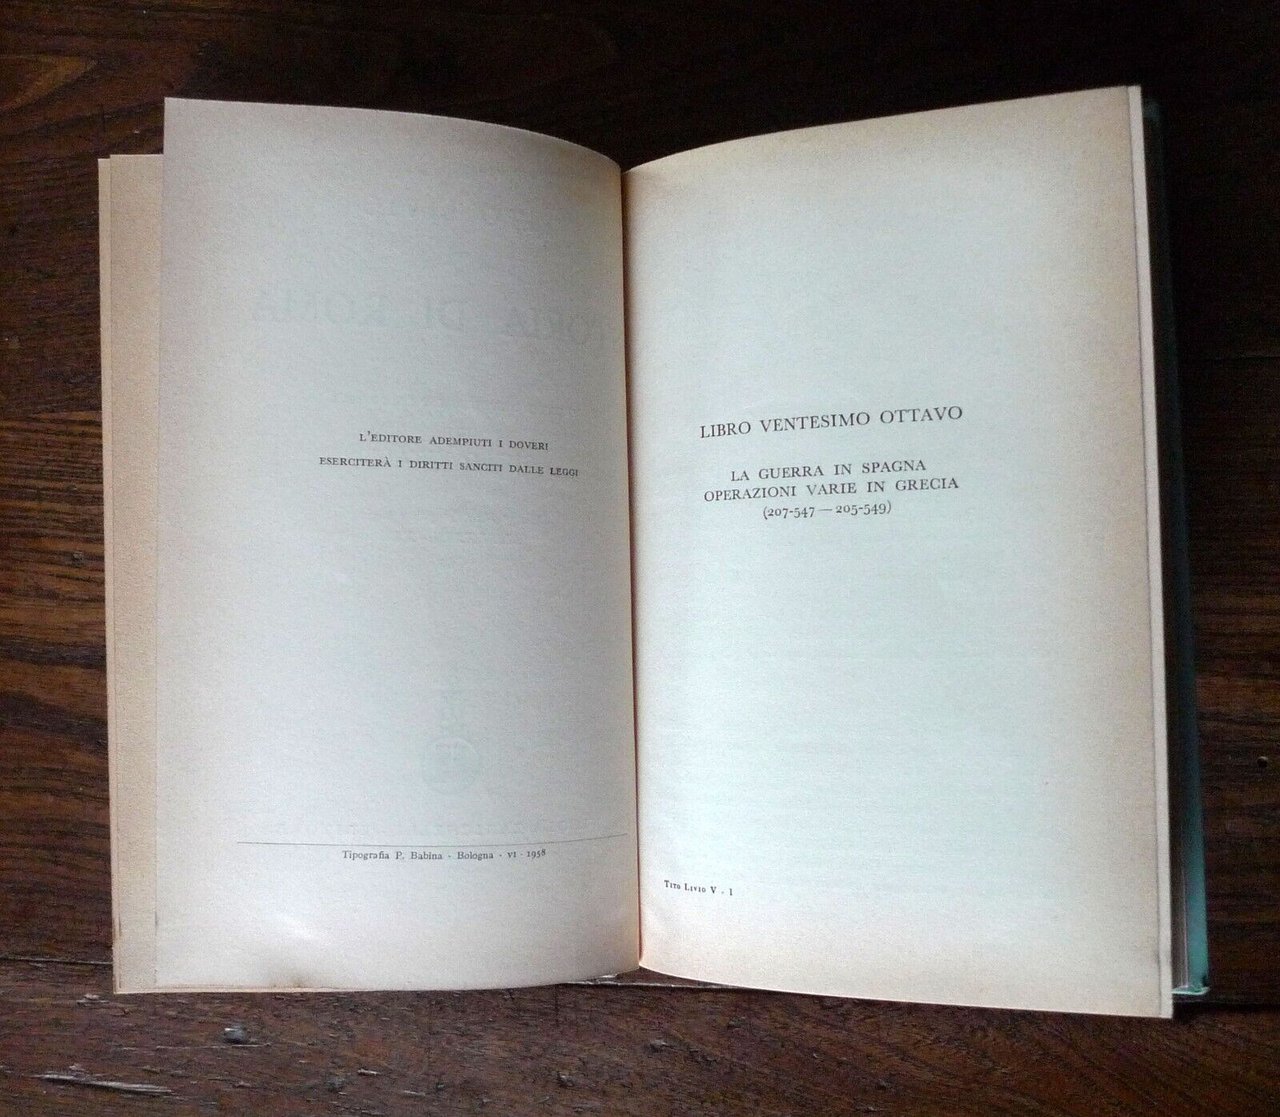 L'EDITORE ADEMPIUTI I DOVERI
ESERCITERÀ I DIRITTI SANCITI DALLE LEGGI
Tipografia P. Babina - Bologna - VI - 1958
LIBRO VENTESIMO OTTAVO
LA GUERRA IN SPAGNA
OPERAZIONI VARIE IN GRECIA
(207-547 — 205-549)
Tito Livio V - 1